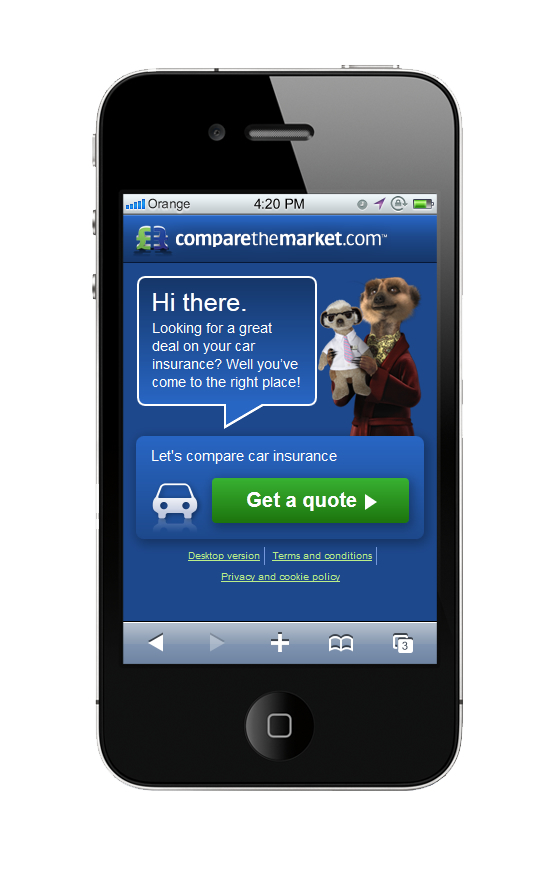 Orange
4:20 PM
comparethemarket.com™
Hi there.
Looking for a great
deal on your car
insurance? Well you've
come to the right place!
Let's compare car insurance
Get a quote
Desktop version
Terms and conditions
Privacy and cookie policy
3